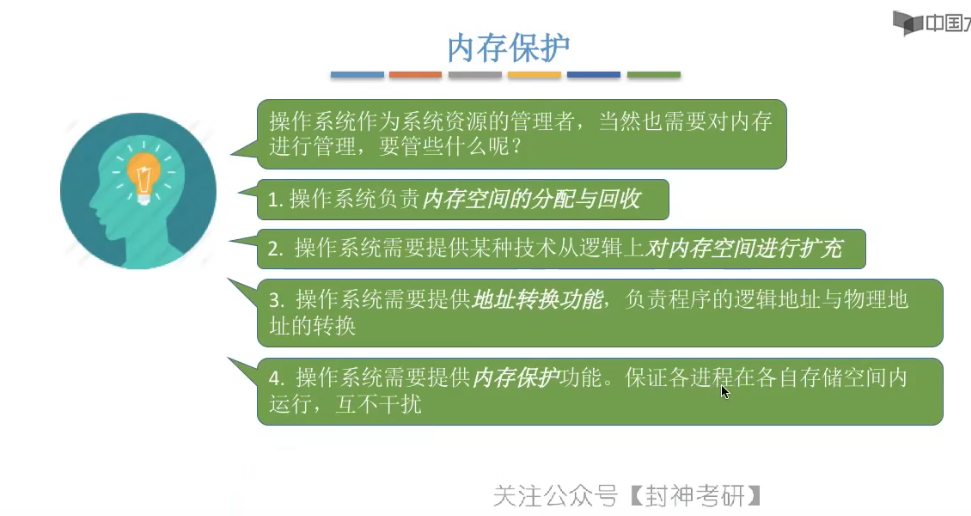 中国
内存保护
操作系统作为系统资源的管理者，当然也需要对内存
进行管理，要管些什么呢？
1. 操作系统负责内存空间的分配与回收
2. 操作系统需要提供某种技术从逻辑上对内存空间进行扩充
3. 操作系统需要提供地址转换功能，负责程序的逻辑地址与物理地
址的转换
4. 操作系统需要提供内存保护功能。保证各进程在各自存储空间内
运行，互不干扰
关注公众号【封神考研】